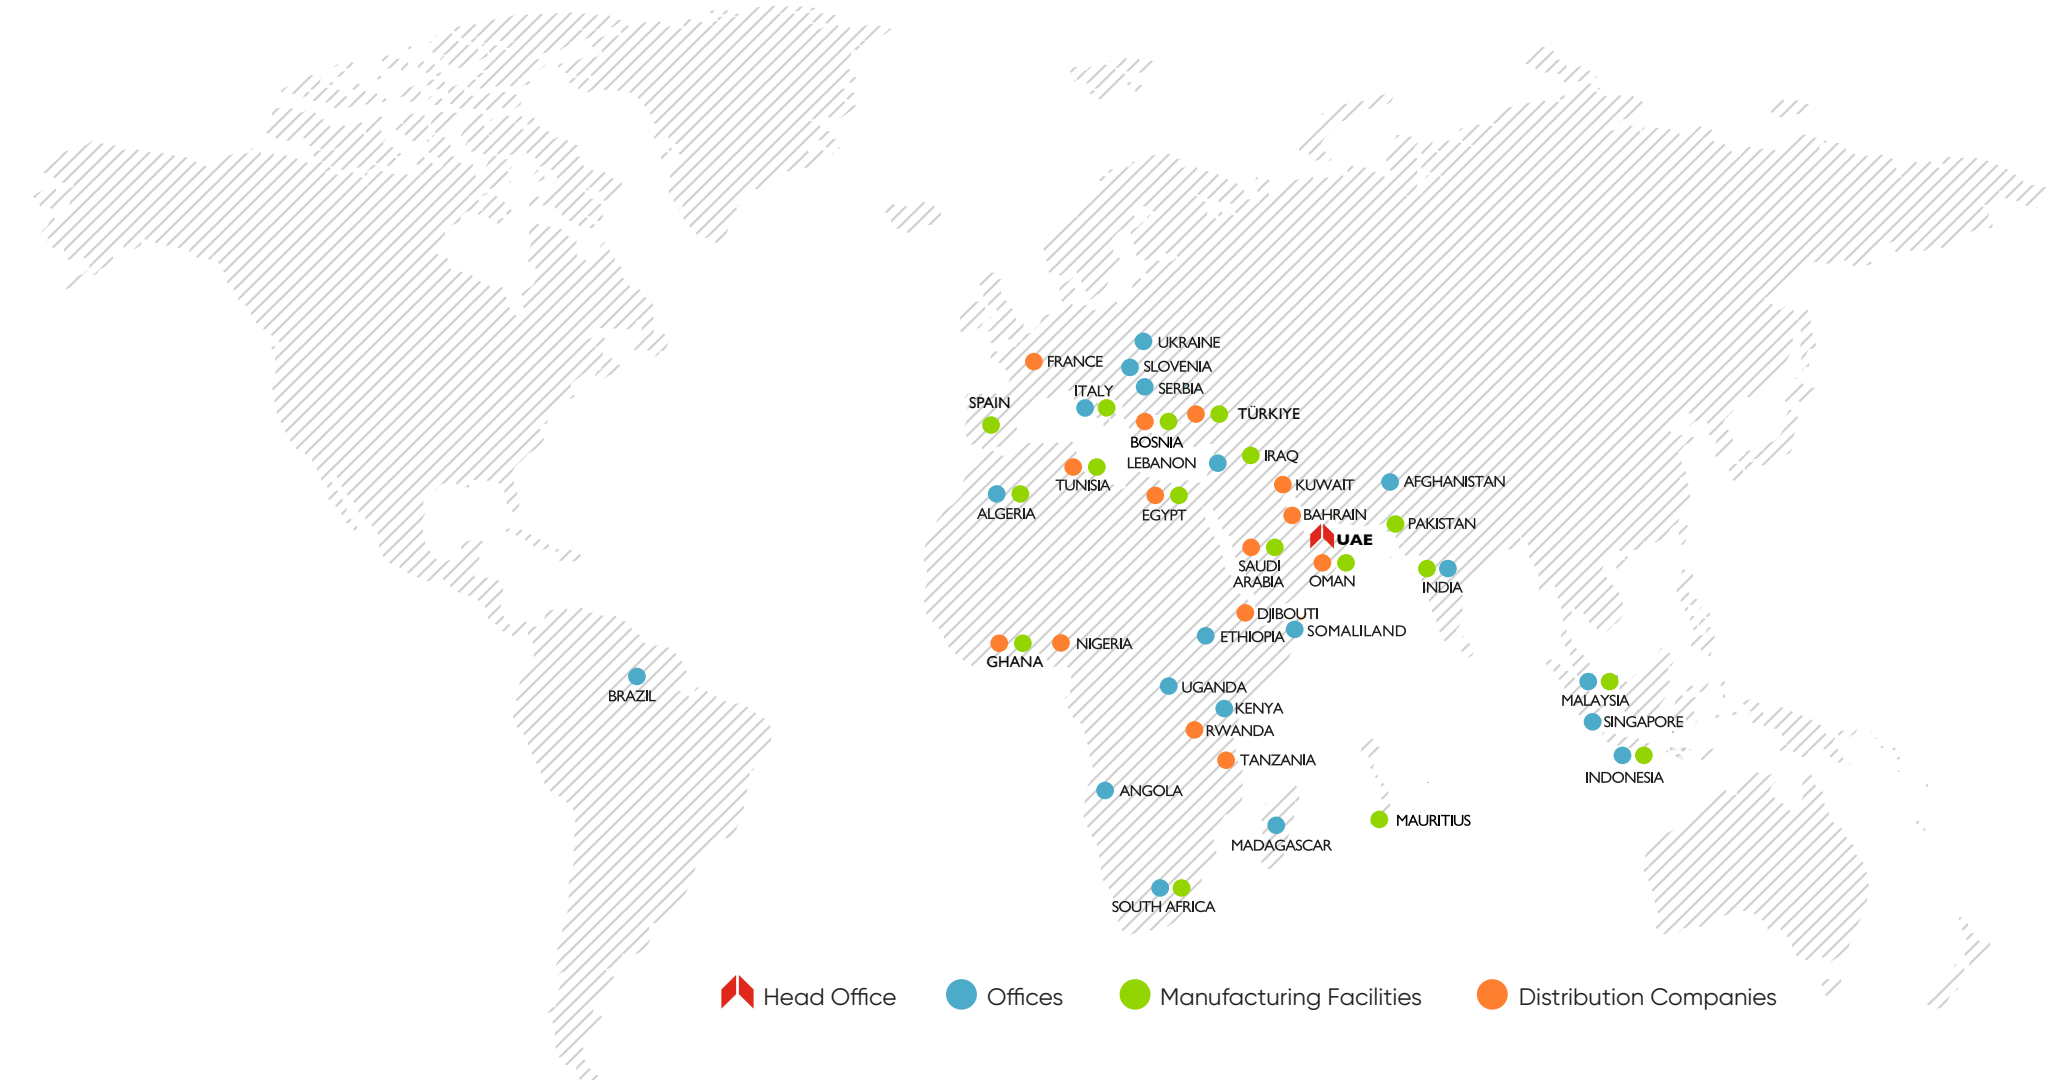 UKRAINE
FRANCE
SLOVENIA
ITALY
SERBIA
SPAIN
TÜRKIYE
BOSNIA
LEBANON
IRAQ
TUNISIA
KUWAIT
AFGHANISTAN
ALGERIA
EGYPT
BAHRAIN
PAKISTAN
UAE
SAUDI
ARABIA
OMAN
INDIA
DJIBOUTI
ETHIOPIA
SOMALILAND
GHANA
NIGERIA
BRAZIL
UGANDA
KENYA
RWANDA
TANZANIA
MALAYSIA
SINGAPORE
INDONESIA
ANGOLA
MADAGASCAR
MAURITIUS
SOUTH AFRICA
Head Office
Offices
Manufacturing Facilities
Distribution Companies